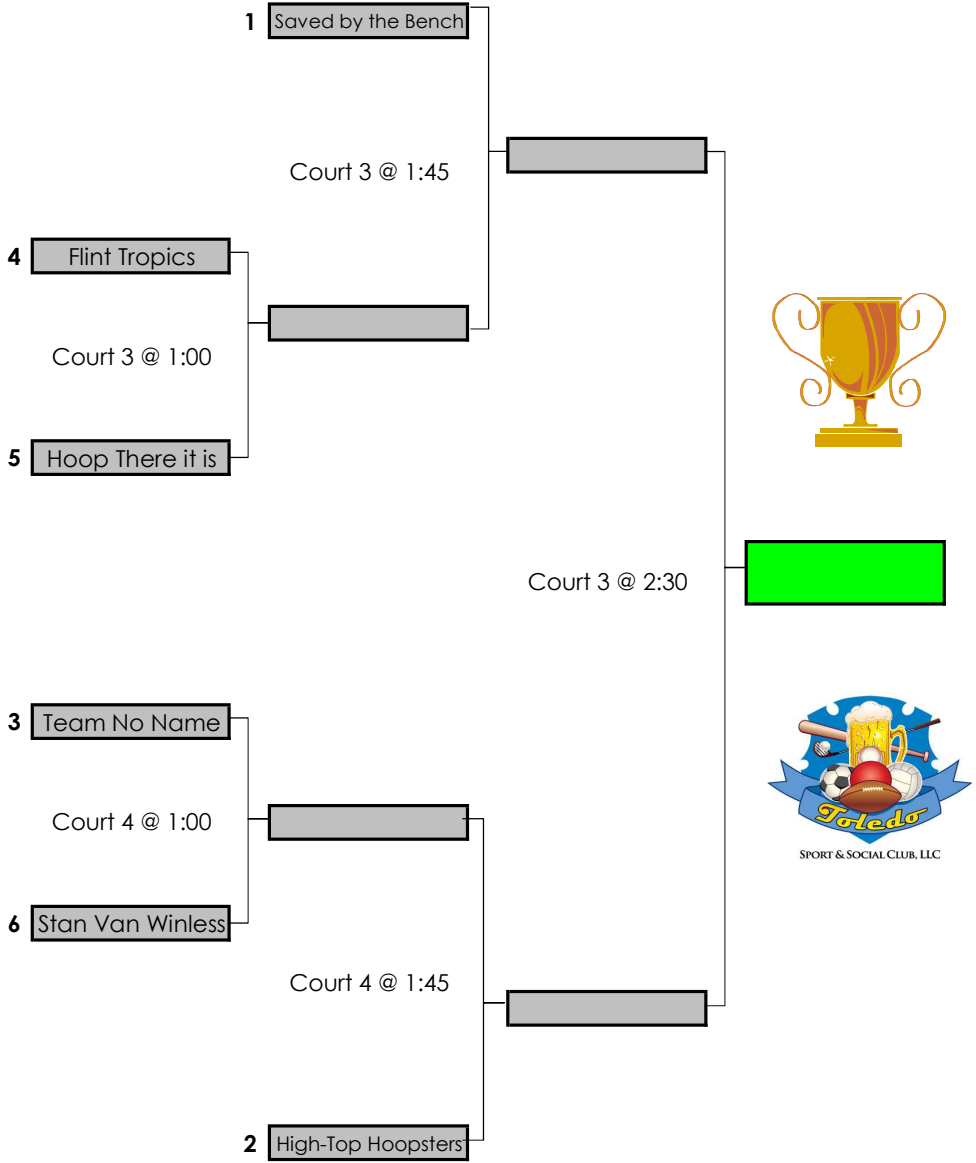 1 Saved by the Bench
Court 3 @ 1:45
4 Flint Tropics
Court 3 @ 1:00
5 Hoop There it is
Court 3 @ 2:30
3 Team No Name
Court 4 @ 1:00
6 Stan Van Winless
Court 4 @ 1:45
2 High-Top Hoopsters
Toledo
SPORT & SOCIAL CLUB, LLC